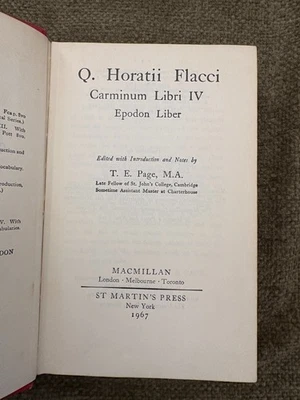 With
Q. Horatii Flacci
Carminum Libri IV
Epodon Liber
Edited with Introduction and Notes by
T. E. Page, M.A.
Late Fellow of St. John's College, Cambridge
Sometime Assistant Master at Charterhouse
MACMILLAN
London · Melbourne · Toronto
ST MARTIN'S PRESS
New York
1967